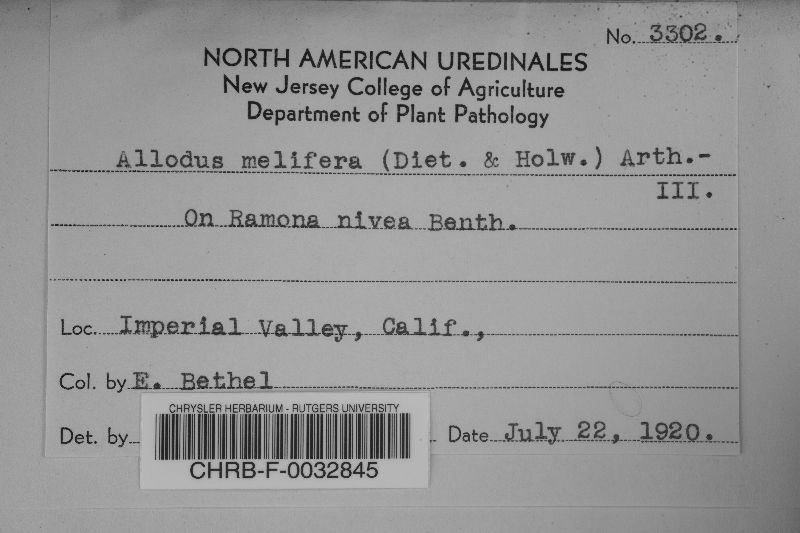 No. 3302.
NORTH AMERICAN UREDINALES
New Jersey College of Agriculture
Department of Plant Pathology
Allodus melifera (Diet. & Holw.) Arth.-
III.
On Ramona nivea Benth.
Loc. Imperial Valley, Calif.,
Col. by E. Bethel
Det. by
Date July 22, 1920.
CHRYSLER HERBARIUM - RUTGERS UNIVERSITY
CHRB-F-0032845